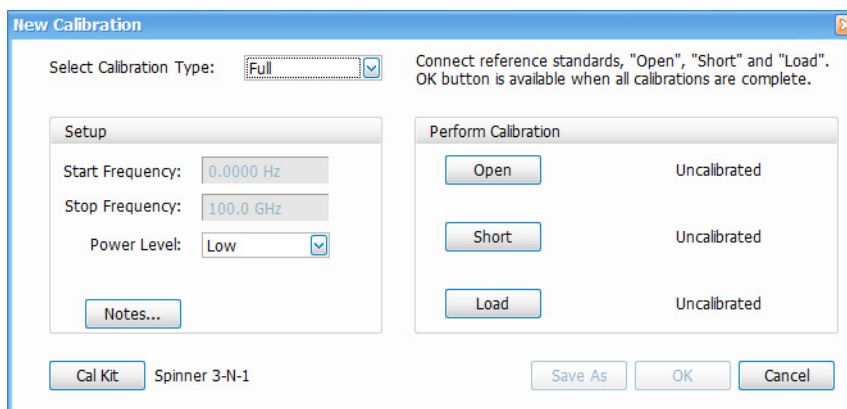 New Calibration
Select Calibration Type: Full
Connect reference standards, "Open", "Short" and "Load".
OK button is available when all calibrations are complete.
Setup
Start Frequency: 0.0000 Hz
Stop Frequency: 100.0 GHz
Power Level: Low
Notes...
Perform Calibration
Open Uncalibrated
Short Uncalibrated
Load Uncalibrated
Cal Kit Spinner 3-N-1
Save As OK Cancel